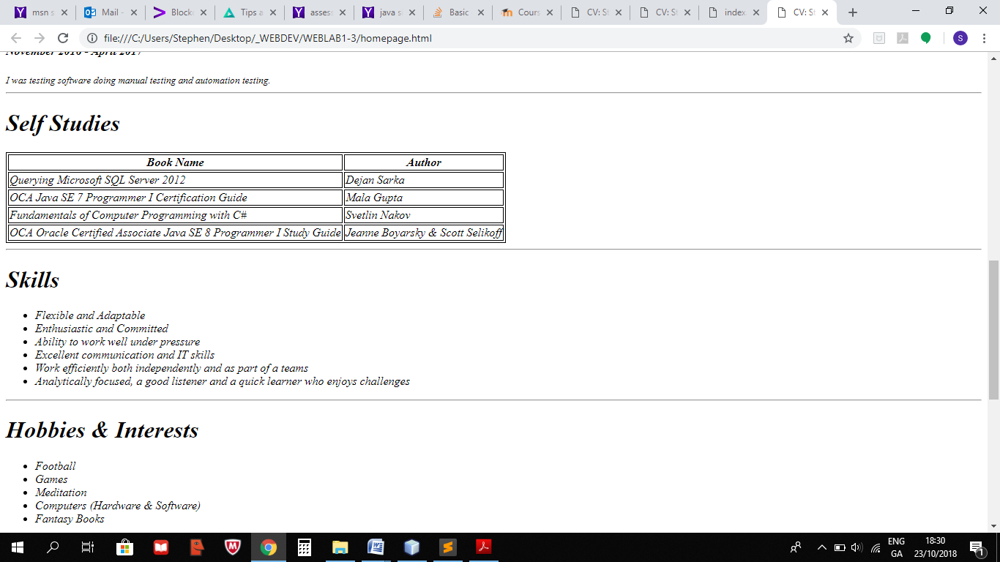 msn s
Mail -
Block
Tips a
assess
java s
Basic
Cours
CV: St
CV: St
index
CV: St
file:///C:/Users/Stephen/Desktop/_WEBDEV/WEBLAB1-3/homepage.html
S
November 2016 - April 2017
I was testing software doing manual testing and automation testing.
Self Studies
Book Name Author
Querying Microsoft SQL Server 2012 Dejan Sarka
OCA Java SE 7 Programmer I Certification Guide Mala Gupta
Fundamentals of Computer Programming with C# Svetlin Nakov
OCA Oracle Certified Associate Java SE 8 Programmer I Study Guide Jeanne Boyarsky & Scott Selikoff
Skills
Flexible and Adaptable
Enthusiastic and Committed
Ability to work well under pressure
Excellent communication and IT skills
Work efficiently both independently and as part of a teams
Analytically focused, a good listener and a quick learner who enjoys challenges
Hobbies & Interests
Football
Games
Meditation
Computers (Hardware & Software)
Fantasy Books
ENG 18:30
GA 23/10/2018
1